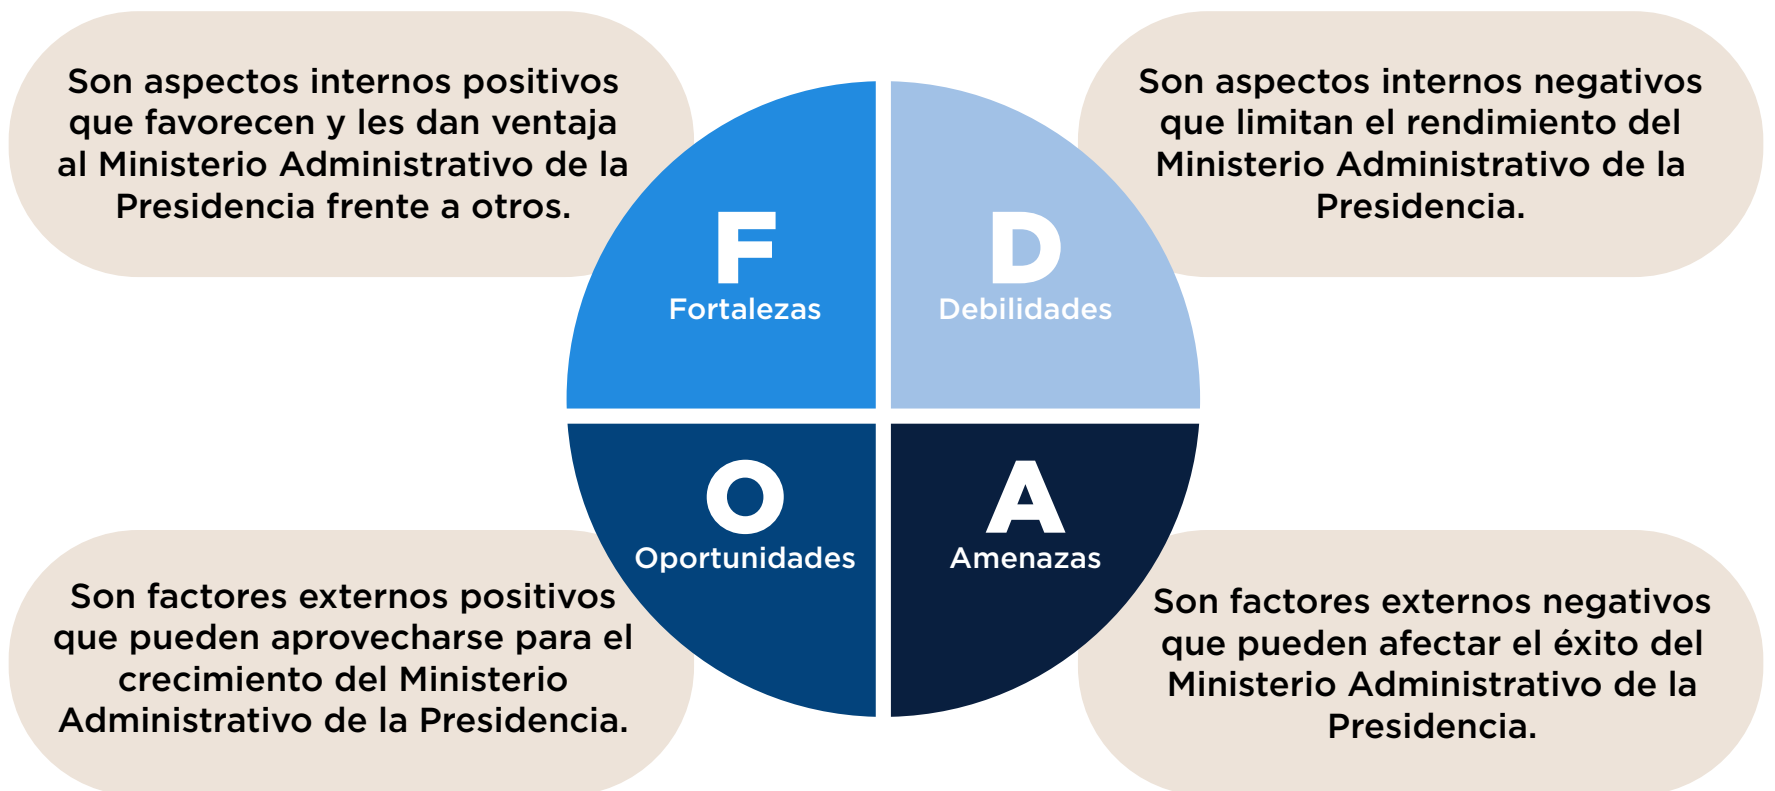 Son aspectos internos positivos
que favorecen y les dan ventaja
al Ministerio Administrativo de la
Presidencia frente a otros.
F
Fortalezas
D
Debilidades
Son aspectos internos negativos
que limitan el rendimiento del
Ministerio Administrativo de la
Presidencia.
Son factores externos positivos
que pueden aprovecharse para el
crecimiento del Ministerio
Administrativo de la Presidencia.
O
Oportunidades
A
Amenazas
Son factores externos negativos
que pueden afectar el éxito del
Ministerio Administrativo de la
Presidencia.